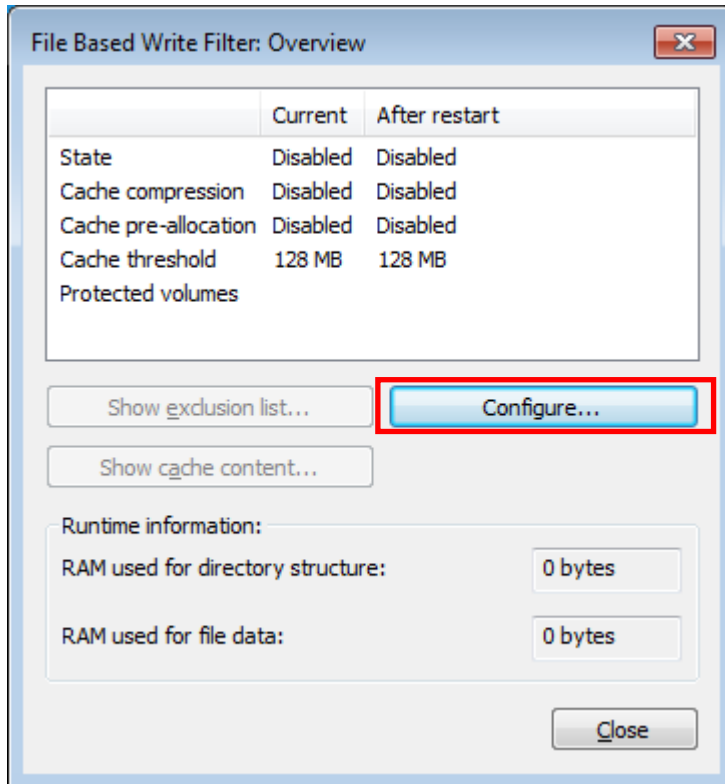 File Based Write Filter: Overview
Current After restart
State Disabled Disabled
Cache compression Disabled Disabled
Cache pre-allocation Disabled Disabled
Cache threshold 128 MB 128 MB
Protected volumes
Show exclusion list... Configure...
Show cache content...
Runtime information:
RAM used for directory structure: 0 bytes
RAM used for file data: 0 bytes
Close